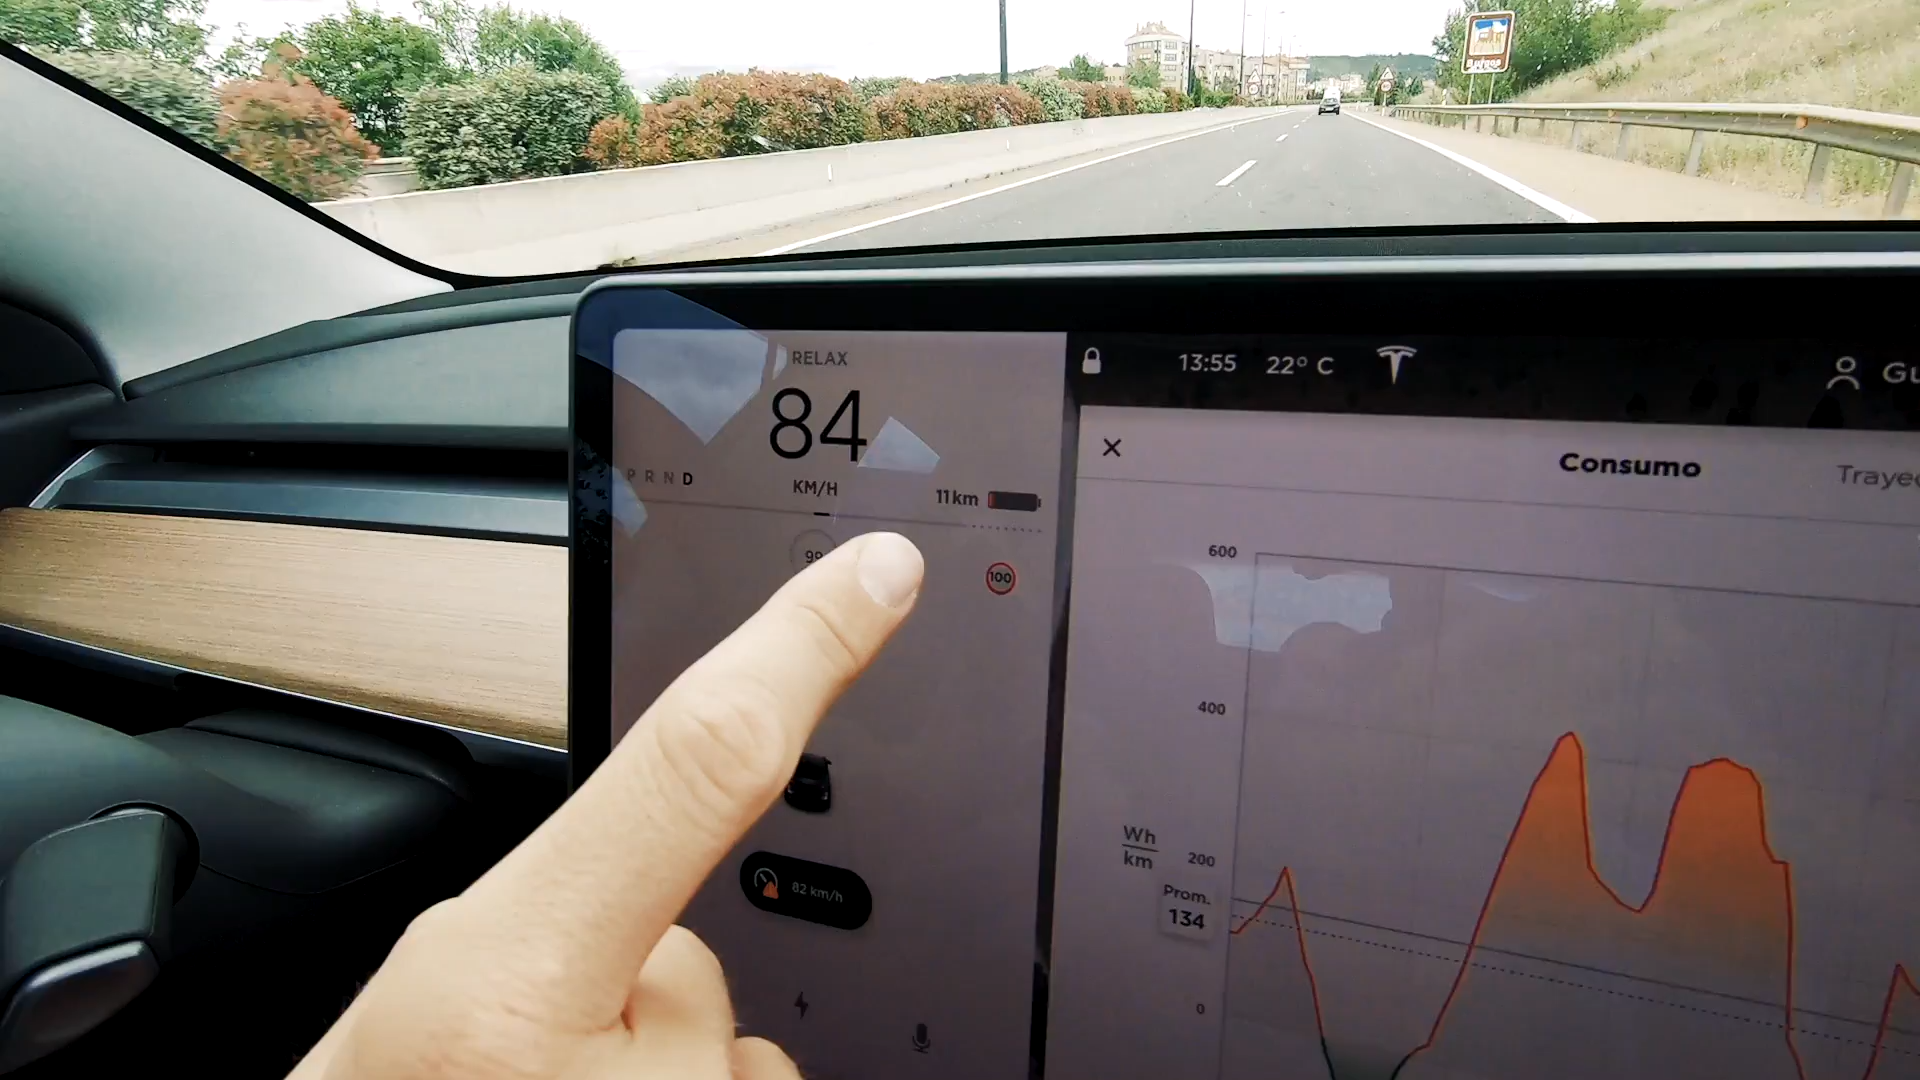 Burgos
RELAX
84
KM/H
P R N D
11 km
100
82 km/h
13:55 22° C
Consumo
600
400
Wh
km
200
Prom.
134
0